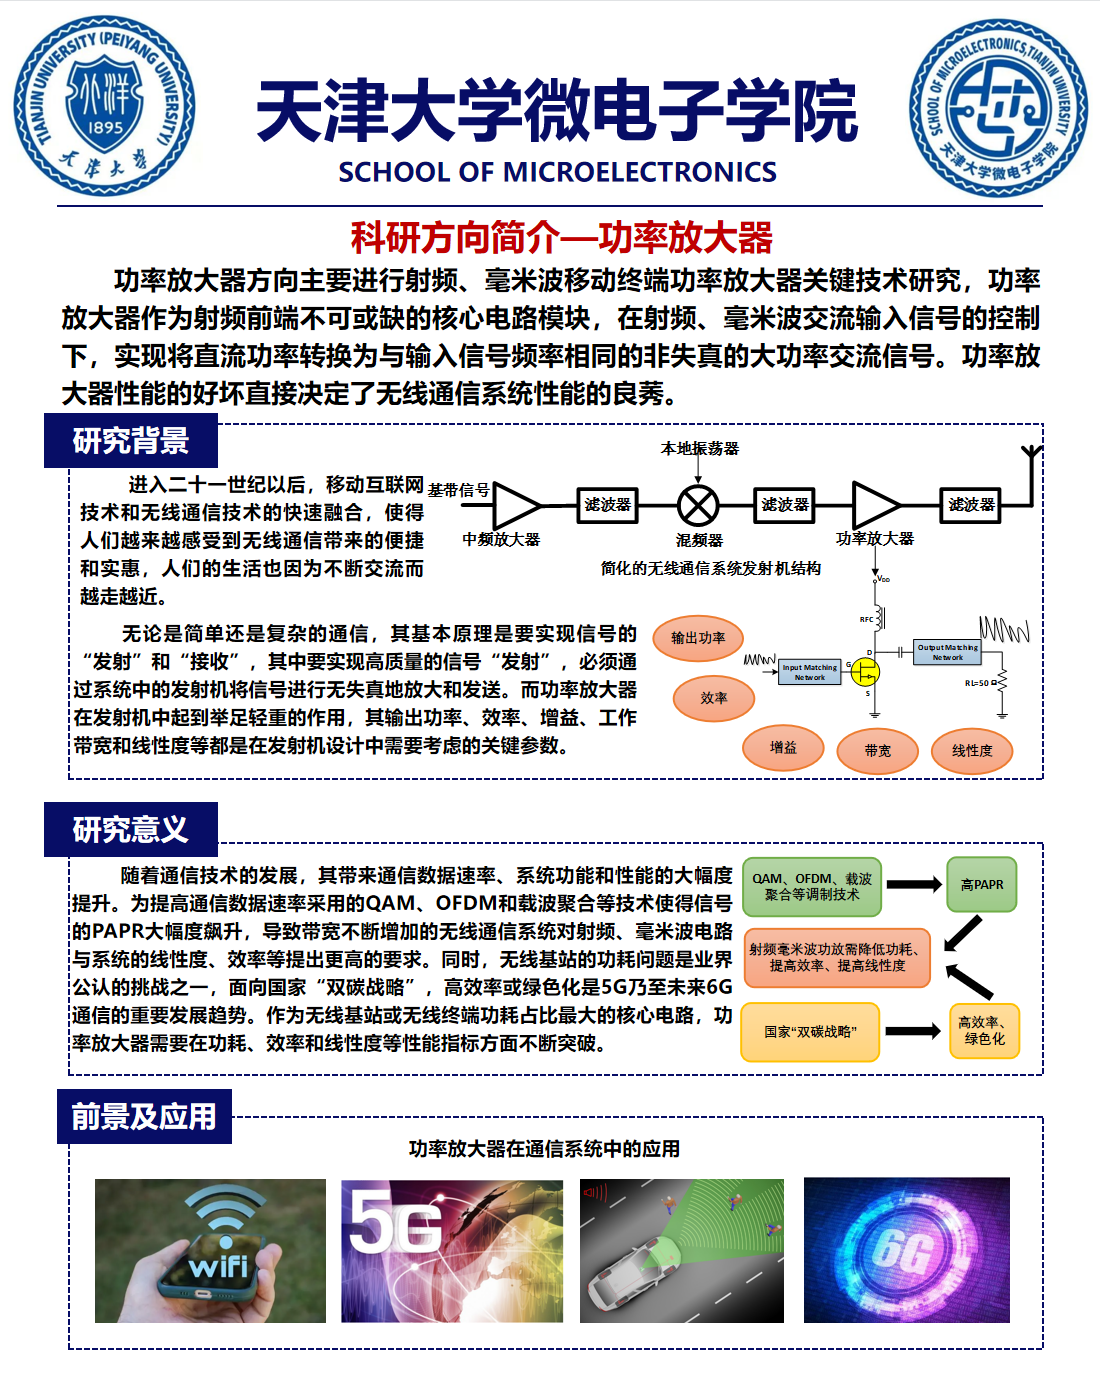 TIANJIN UNIVERSITY (PEIYANG UNIVERSITY)
北洋
1895
天津大学
天津大学微电子学院
SCHOOL OF MICROELECTRONICS
SCHOOL OF MICROELECTRONICS,TIANJIN UNIVERSITY
天津大学微电子学院
科研方向简介—功率放大器
功率放大器方向主要进行射频、毫米波移动终端功率放大器关键技术研究，功率
放大器作为射频前端不可或缺的核心电路模块，在射频、毫米波交流输入信号的控制
下，实现将直流功率转换为与输入信号频率相同的非失真的大功率交流信号。功率放
大器性能的好坏直接决定了无线通信系统性能的良莠。
研究背景
进入二十一世纪以后，移动互联网
技术和无线通信技术的快速融合，使得
人们越来越感受到无线通信带来的便捷
和实惠，人们的生活也因为不断交流而
越走越近。
无论是简单还是复杂的通信，其基本原理是要实现信号的
“发射”和“接收”，其中要实现高质量的信号“发射”，必须通
过系统中的发射机将信号进行无失真地放大和发送。而功率放大器
在发射机中起到举足轻重的作用，其输出功率、效率、增益、工作
带宽和线性度等都是在发射机设计中需要考虑的关键参数。
本地振荡器
基带信号
滤波器
滤波器
滤波器
中频放大器
混频器
功率放大器
简化的无线通信系统发射机结构
VDD
RFC
输出功率
效率
增益
带宽
线性度
Input Matching
Network
G
D
S
Output Matching
Network
RL=50 Ω
研究意义
随着通信技术的发展，其带来通信数据速率、系统功能和性能的大幅度
提升。为提高通信数据速率采用的QAM、OFDM和载波聚合等技术使得信号
的PAPR大幅度飙升，导致带宽不断增加的无线通信系统对射频、毫米波电路
与系统的线性度、效率等提出更高的要求。同时，无线基站的功耗问题是业界
公认的挑战之一，面向国家“双碳战略”，高效率或绿色化是5G乃至未来6G
通信的重要发展趋势。作为无线基站或无线终端功耗占比最大的核心电路，功
率放大器需要在功耗、效率和线性度等性能指标方面不断突破。
QAM、OFDM、载波
聚合等调制技术
高PAPR
射频毫米波功放需降低功耗、
提高效率、提高线性度
国家“双碳战略”
高效率、
绿色化
前景及应用
功率放大器在通信系统中的应用
wifi
5G
6G